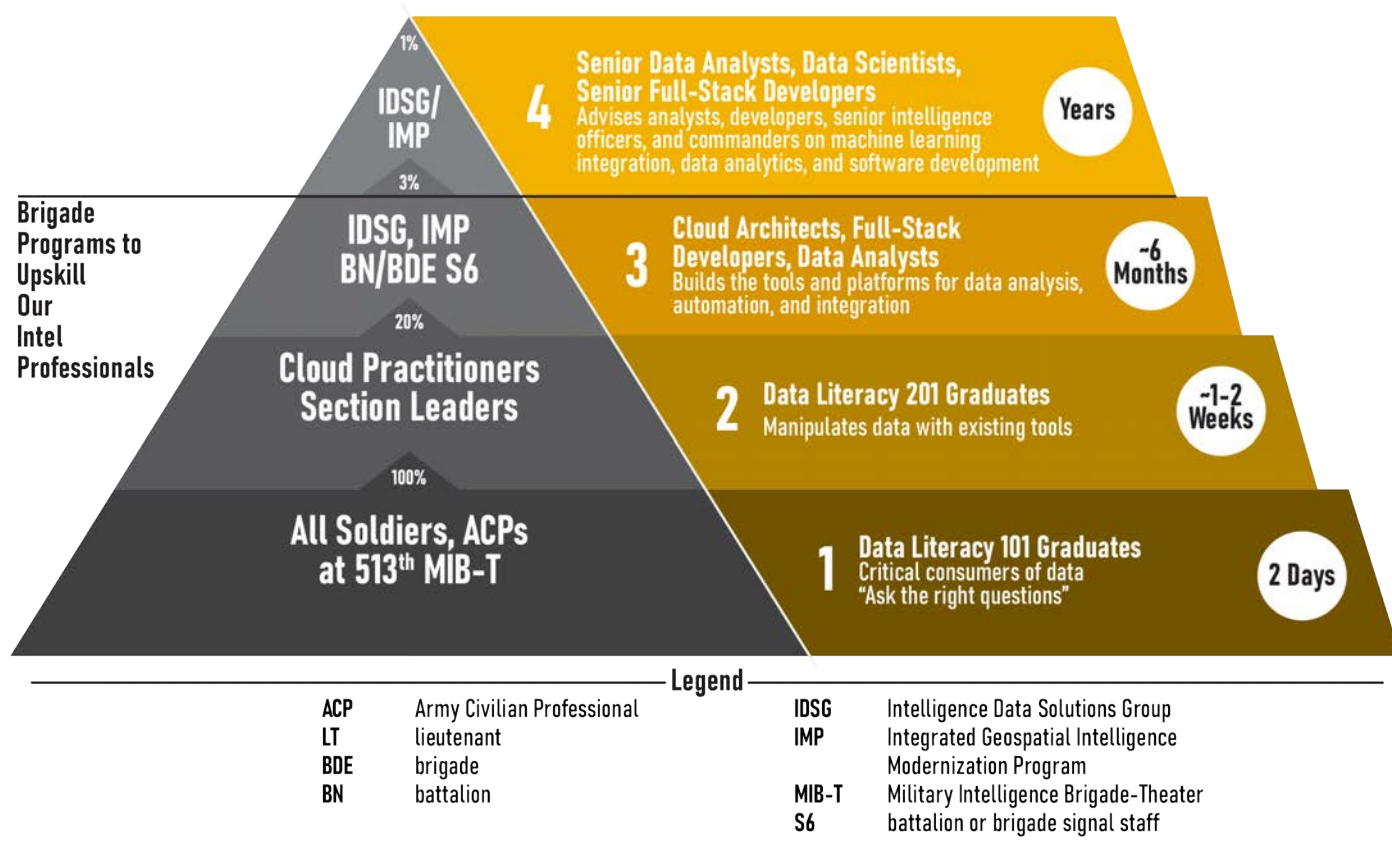 1%
IDSG/
IMP
4
Senior Data Analysts, Data Scientists,
Senior Full-Stack Developers
Advises analysts, developers, senior intelligence
officers, and commanders on machine learning
integration, data analytics, and software development
Years
3%
Brigade
Programs to
Upskill
Our
Intel
Professionals
IDSG, IMP
BN/BDE S6
3
Cloud Architects, Full-Stack
Developers, Data Analysts
Builds the tools and platforms for data analysis,
automation, and integration
~6
Months
20%
Cloud Practitioners
Section Leaders
2
Data Literacy 201 Graduates
Manipulates data with existing tools
~1-2
Weeks
100%
All Soldiers, ACPs
at 513th MIB-T
1
Data Literacy 101 Graduates
Critical consumers of data
“Ask the right questions”
2 Days
Legend
ACP Army Civilian Professional
LT lieutenant
BDE brigade
BN battalion
IDSG Intelligence Data Solutions Group
IMP Integrated Geospatial Intelligence
Modernization Program
MIB-T Military Intelligence Brigade-Theater
S6 battalion or brigade signal staff